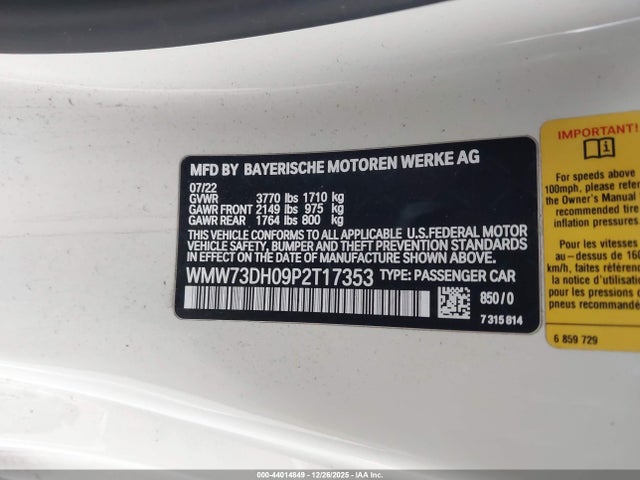 MFD BY BAYERISCHE MOTOREN WERKE AG
07/22
GVWR 3770 lbs 1710 kg
GAWR FRONT 2149 lbs 975 kg
GAWR REAR 1764 lbs 800 kg
THIS VEHICLE CONFORMS TO ALL APPLICABLE U.S.FEDERAL MOTOR
VEHICLE SAFETY, BUMPER AND THEFT PREVENTION STANDARDS
IN EFFECT ON THE DATE OF MANUFACTURE SHOWN ABOVE.
WMW73DH09P2T17353 TYPE: PASSENGER CAR
850/0
7 315 814
IMPORTANT!
For speeds above
100mph, please refer
the Owner's Manual
recommended tire
inflation pressures.
Pour les vitesses
au-dessus de 160
km/h, faites référence
la notice d'utilisation
pour les pressions de
pneus recommandées
6 859 729
000-44014849 | 12/26/2025 | IAA Inc.